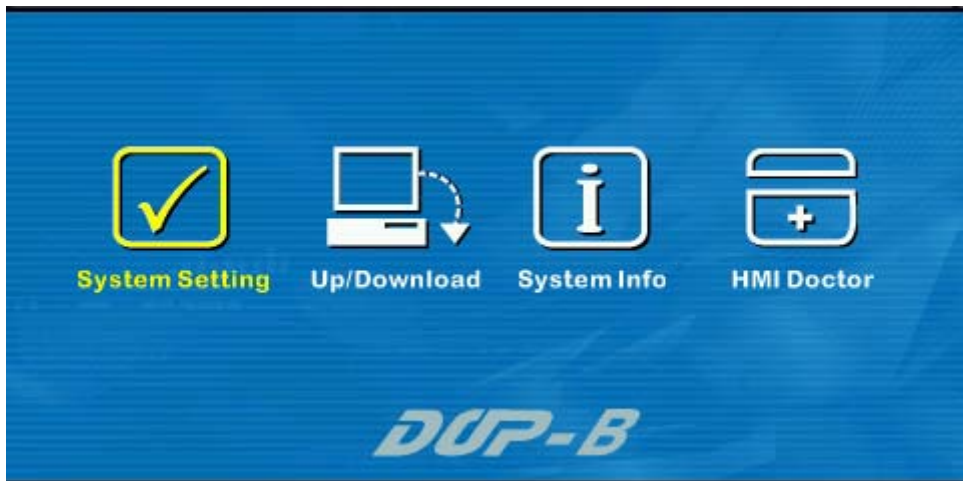 System Setting
Up/Download
System Info
HMI Doctor
DOP-B